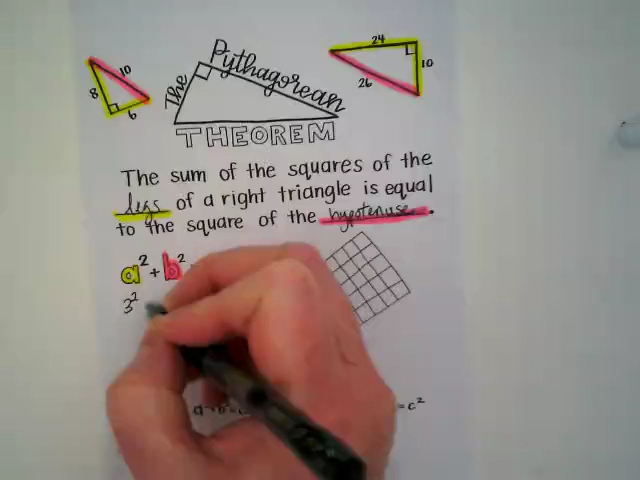 The Pythagorean
THEOREM
10
8
6
24
10
26
The sum of the squares of the
legs of a right triangle is equal
to the square of the hypotenuse.
a² + b²
3²
= c²